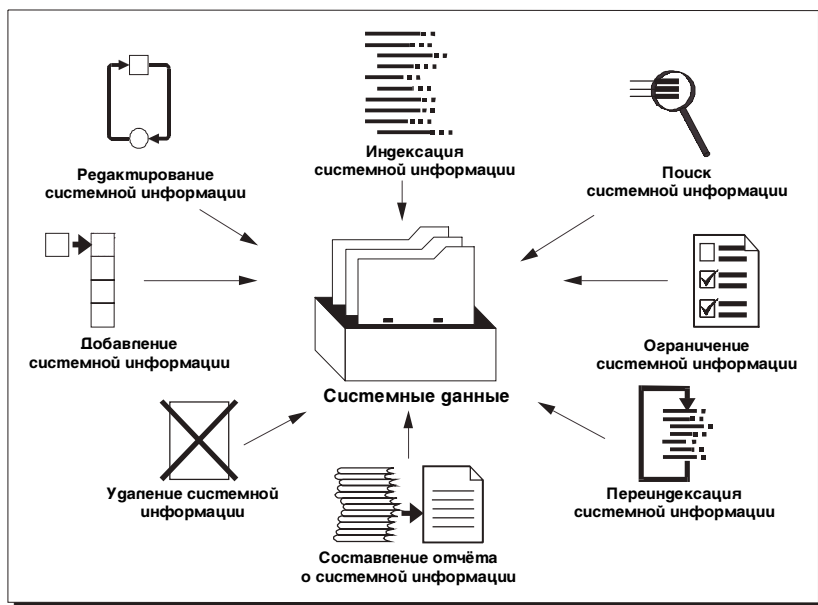 Редактирование
системной информации
Индексация
системной информации
Поиск
системной информации
Добавление
системной информации
Ограничение
системной информации
Системные данные
Удаление системной
информации
Переиндексация
системной информации
Составление отчёта
о системной информации